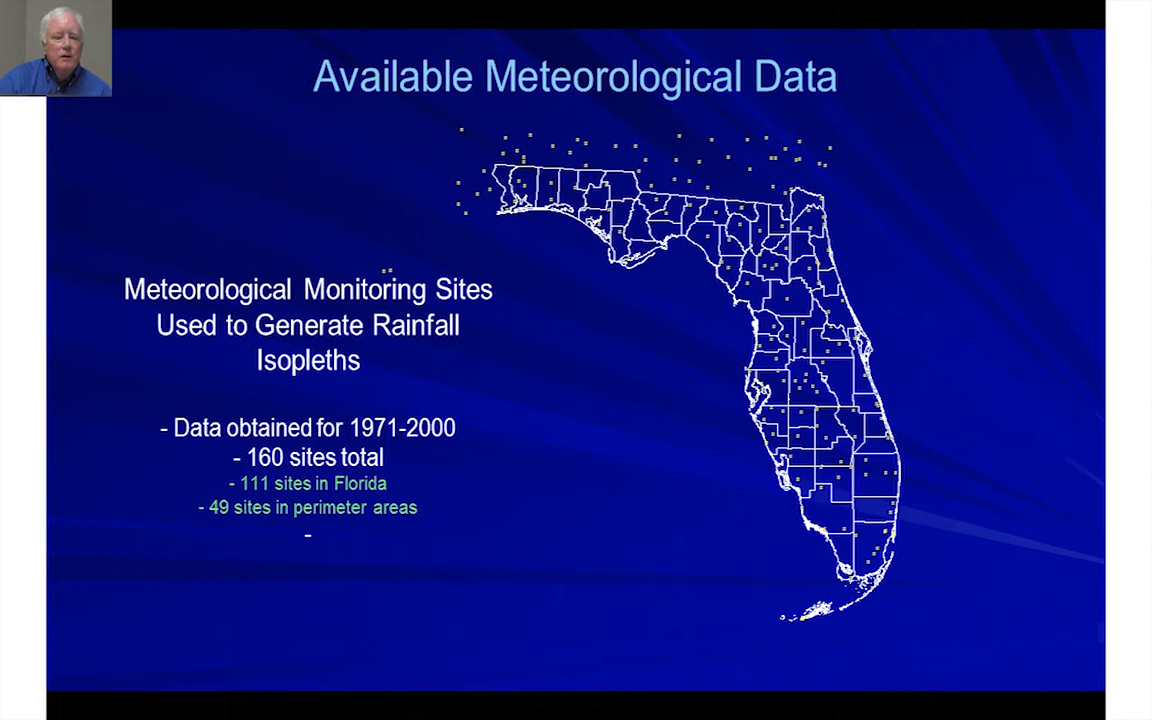 Available Meteorological Data
Meteorological Monitoring Sites
Used to Generate Rainfall
Isopleths
- Data obtained for 1971-2000
- 160 sites total
- 111 sites in Florida
- 49 sites in perimeter areas
-